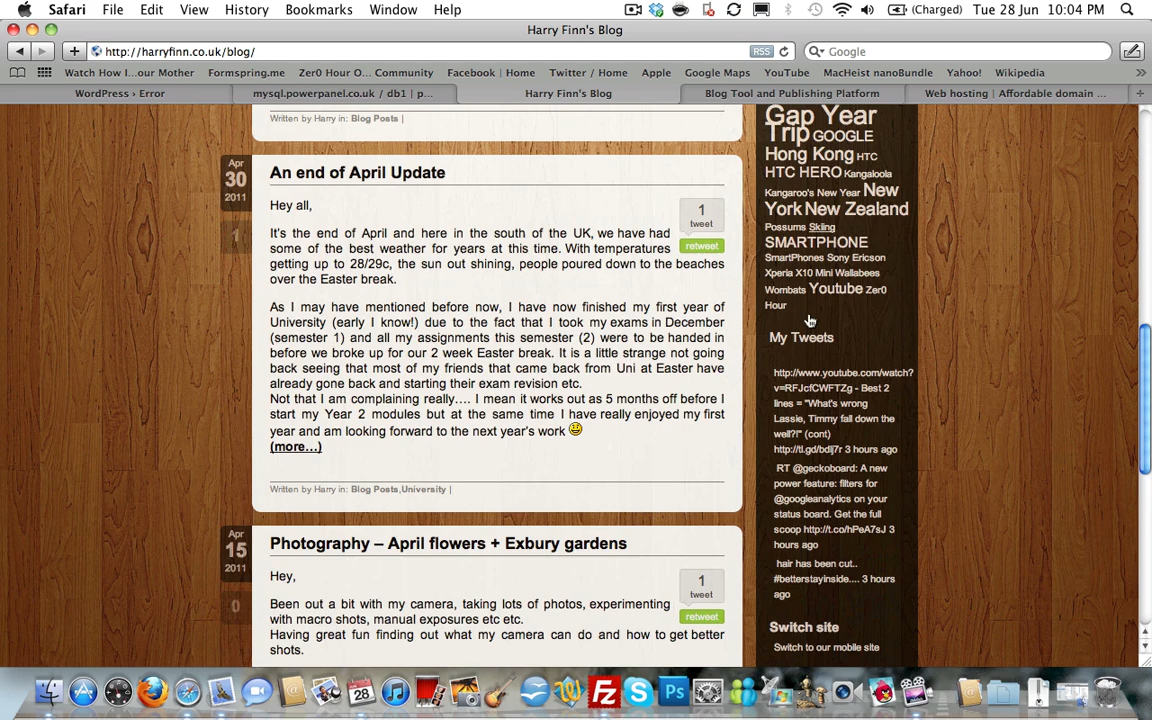 Safari File Edit View History Bookmarks Window Help (Charged) Tue 28 Jun 10:04 PM
Harry Finn's Blog
http://harryfinn.co.uk/blog/ RSS Google
Watch How I...our Mother Formspring.me Zer0 Hour O... Community Facebook | Home Twitter / Home Apple Google Maps YouTube MacHeist nanoBundle Yahoo! Wikipedia
WordPress › Error mysql.powerpanel.co.uk / db1 | p... Harry Finn's Blog Blog Tool and Publishing Platform Web hosting | Affordable domain ...
Written by Harry in: Blog Posts |
Apr
30
2011
1
An end of April Update
Hey all,
1
tweet
retweet
It's the end of April and here in the south of the UK, we have had
some of the best weather for years at this time. With temperatures
getting up to 28/29c, the sun out shining, people poured down to the beaches
over the Easter break.
As I may have mentioned before now, I have now finished my first year of
University (early I know!) due to the fact that I took my exams in December
(semester 1) and all my assignments this semester (2) were to be handed in
before we broke up for our 2 week Easter break. It is a little strange not going
back seeing that most of my friends that came back from Uni at Easter have
already gone back and starting their exam revision etc.
Not that I am complaining really.... I mean it works out as 5 months off before I
start my Year 2 modules but at the same time I have really enjoyed my first
year and am looking forward to the next year's work
(more...)
Written by Harry in: Blog Posts,University |
Apr
15
2011
0
Photography – April flowers + Exbury gardens
Hey,
1
tweet
retweet
Been out a bit with my camera, taking lots of photos, experimenting
with macro shots, manual exposures etc etc.
Having great fun finding out what my camera can do and how to get better
shots.
Gap Year
Trip GOOGLE
Hong Kong HTC
HTC HERO Kangaloola
Kangaroo's New Year New
York New Zealand
Possums Skiing
SMARTPHONE
SmartPhones Sony Ericson
Xperia X10 Mini Wallabees
Wombats Youtube Zer0
Hour
My Tweets
http://www.youtube.com/watch?
v=RFJcfCWFTZg - Best 2
lines = "What's wrong
Lassie, Timmy fall down the
well?!" (cont)
http://tl.gd/bdlj7r 3 hours ago
RT @geckoboard: A new
power feature: filters for
@googleanalytics on your
status board. Get the full
scoop http://t.co/hPeA7sJ 3
hours ago
hair has been cut..
#betterstayinside.... 3 hours
ago
Switch site
Switch to our mobile site
28
Fz
S
Ps